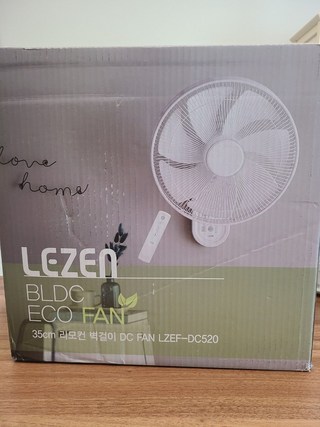 love
home
LEZEN
BLDC
ECO FAN
35cm 리모컨 벽걸이 DC FAN LZEF-DC520